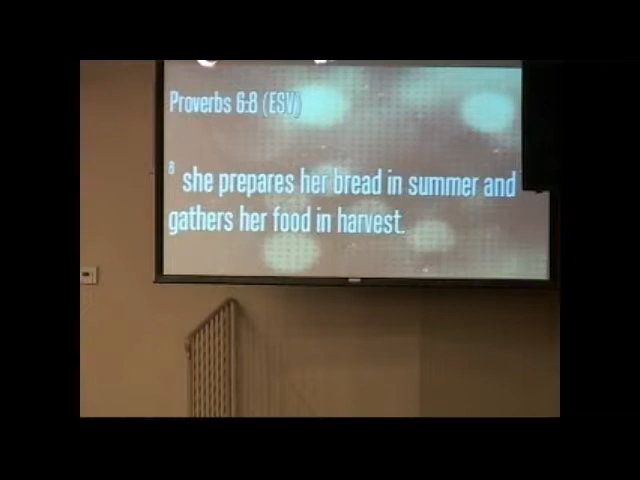 Proverbs 6:8 (ESV)
8 she prepares her bread in summer and
gathers her food in harvest.